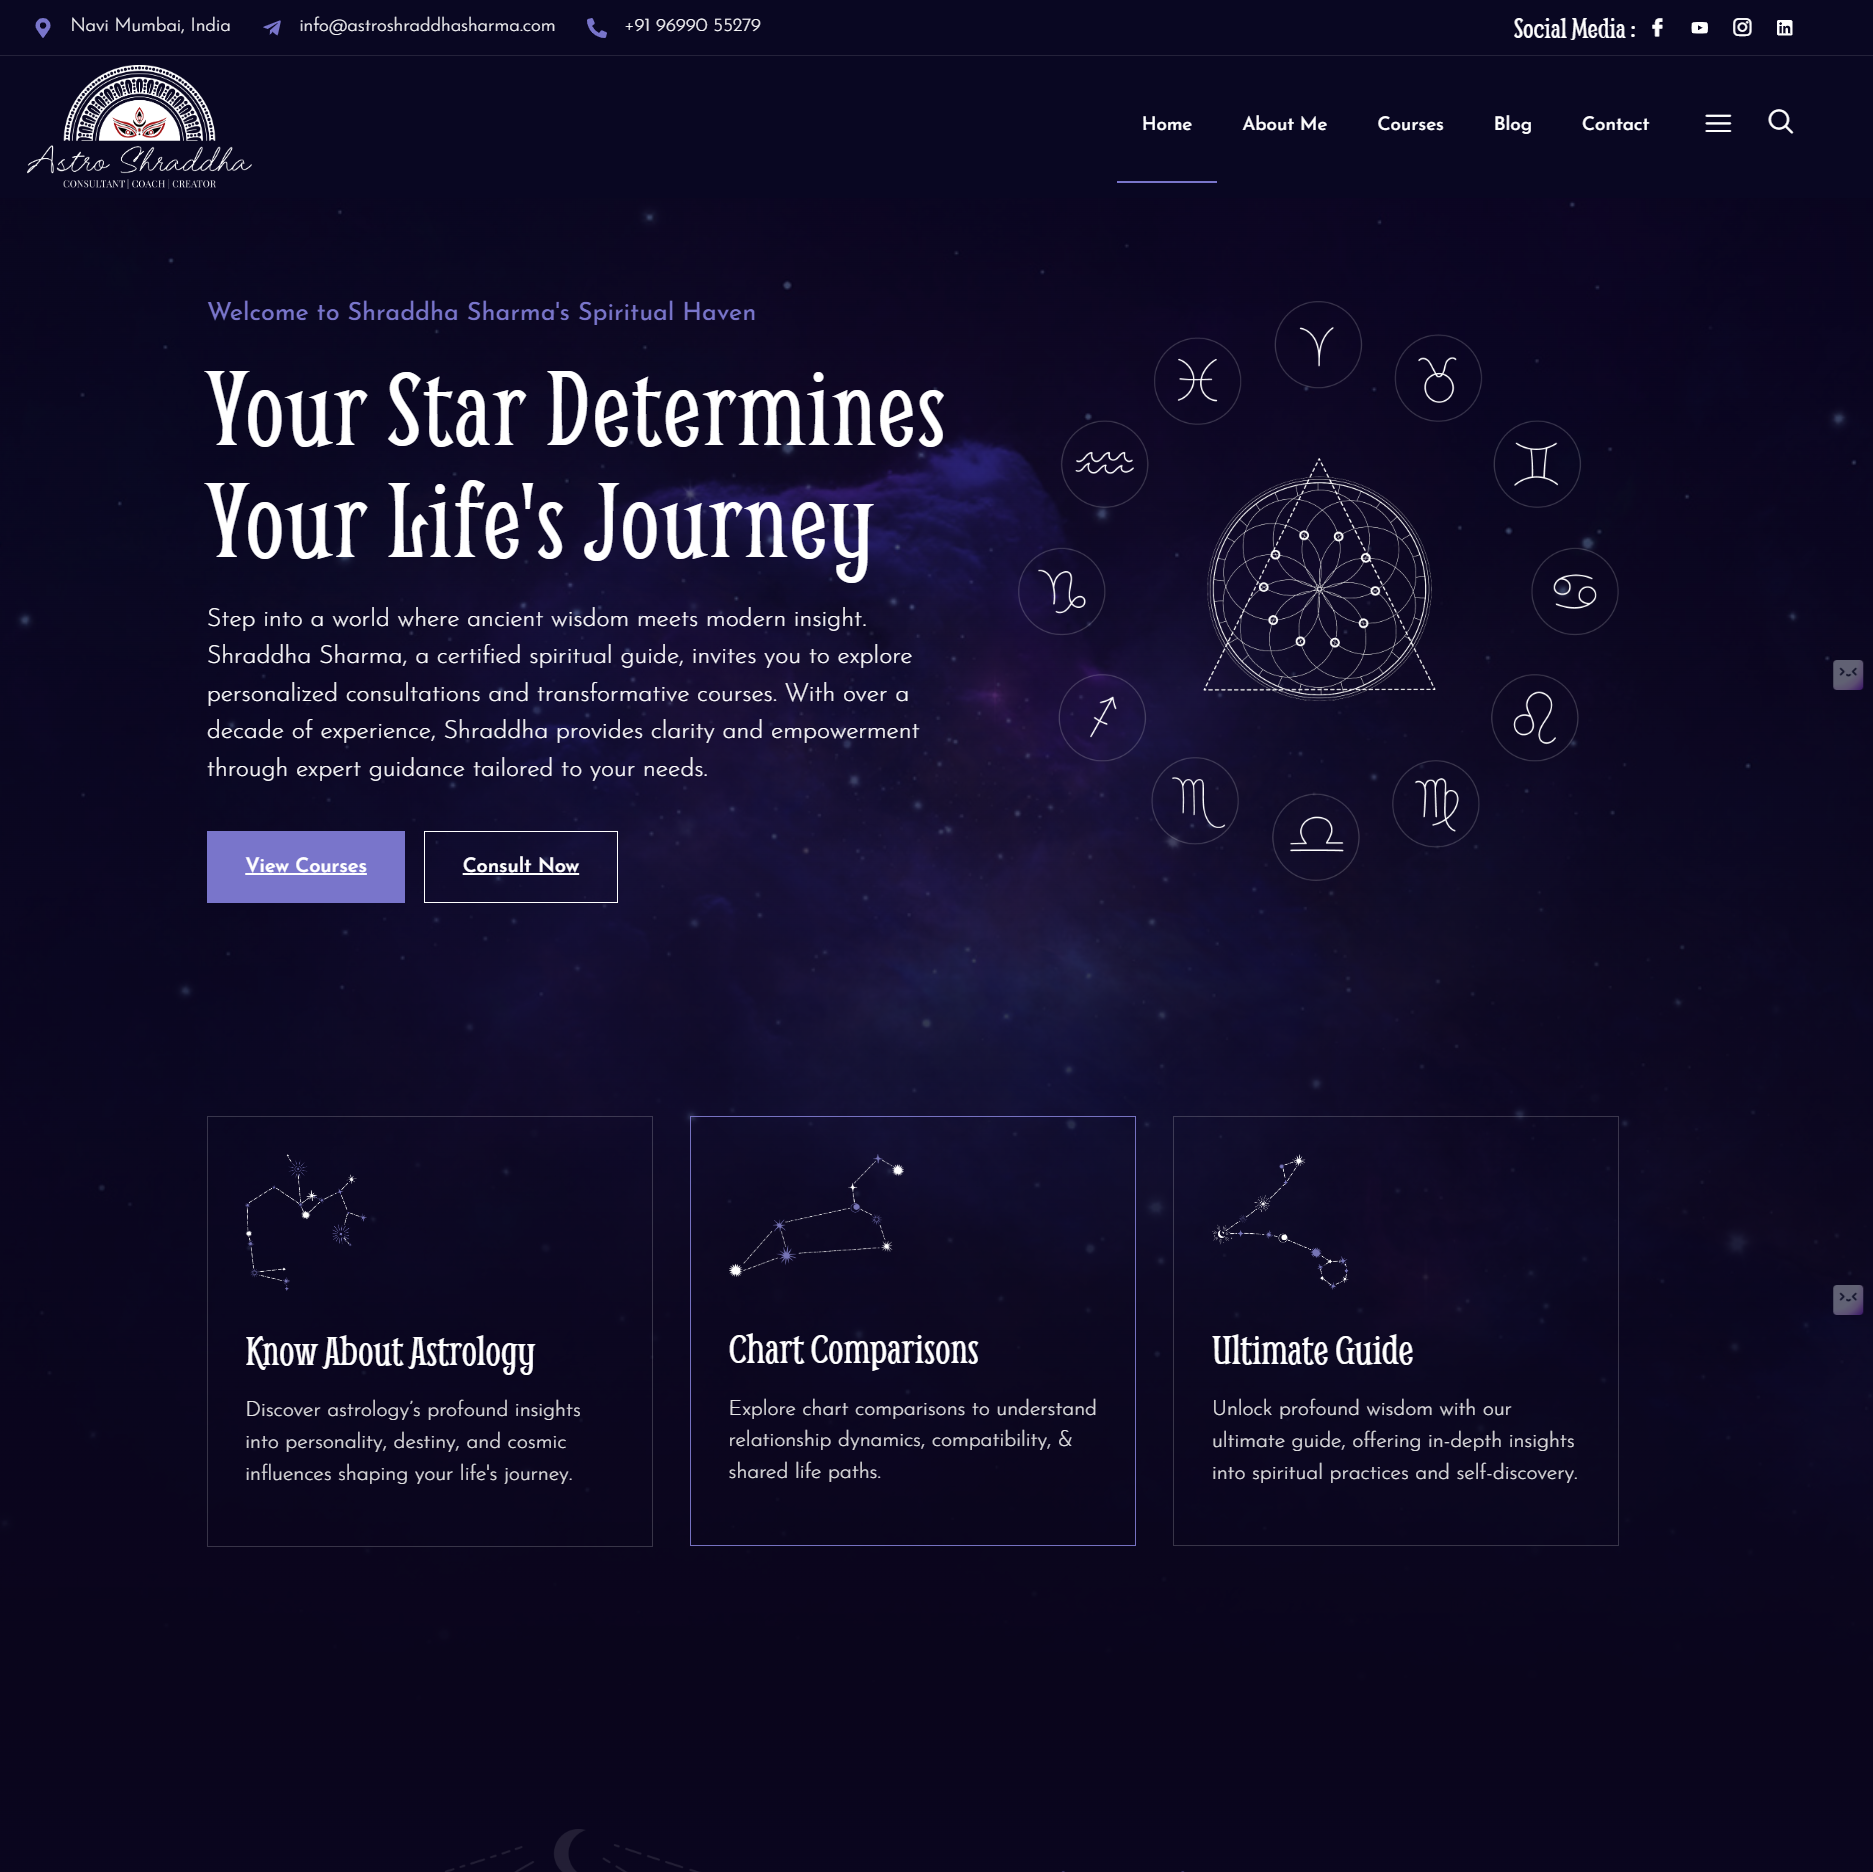 Navi Mumbai, India
info@astroshraddhasharma.com
+91 96990 55279
Social Media :
Astro Shraddha
CONSULTANT | COACH | CREATOR
Home
About Me
Courses
Blog
Contact
Welcome to Shraddha Sharma's Spiritual Haven
Your Star Determines
Your Life's Journey
Step into a world where ancient wisdom meets modern insight.
Shraddha Sharma, a certified spiritual guide, invites you to explore
personalized consultations and transformative courses. With over a
decade of experience, Shraddha provides clarity and empowerment
through expert guidance tailored to your needs.
View Courses
Consult Now
Know About Astrology
Discover astrology’s profound insights
into personality, destiny, and cosmic
influences shaping your life's journey.
Chart Comparisons
Explore chart comparisons to understand
relationship dynamics, compatibility, &
shared life paths.
Ultimate Guide
Unlock profound wisdom with our
ultimate guide, offering in-depth insights
into spiritual practices and self-discovery.